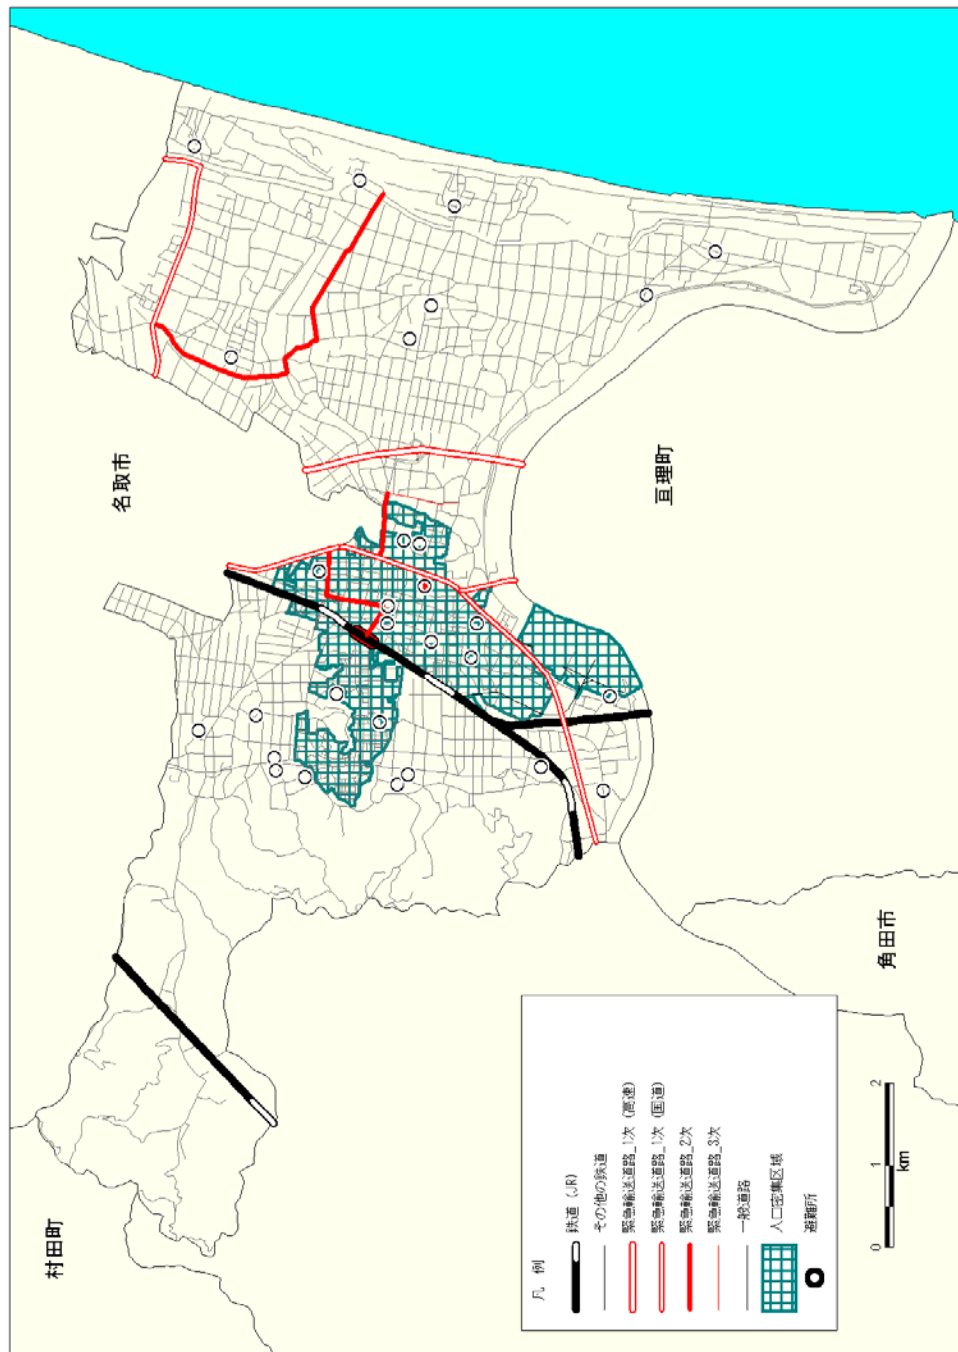 名取市
亘理町
角田市
村田町
凡 例
鉄道 (JR)
その他の鉄道
緊急輸送道路_1次 (高速)
緊急輸送道路_1次 (国道)
緊急輸送道路_2次
緊急輸送道路_3次
一般道路
人口密集区域
避難所
0 1 2
km